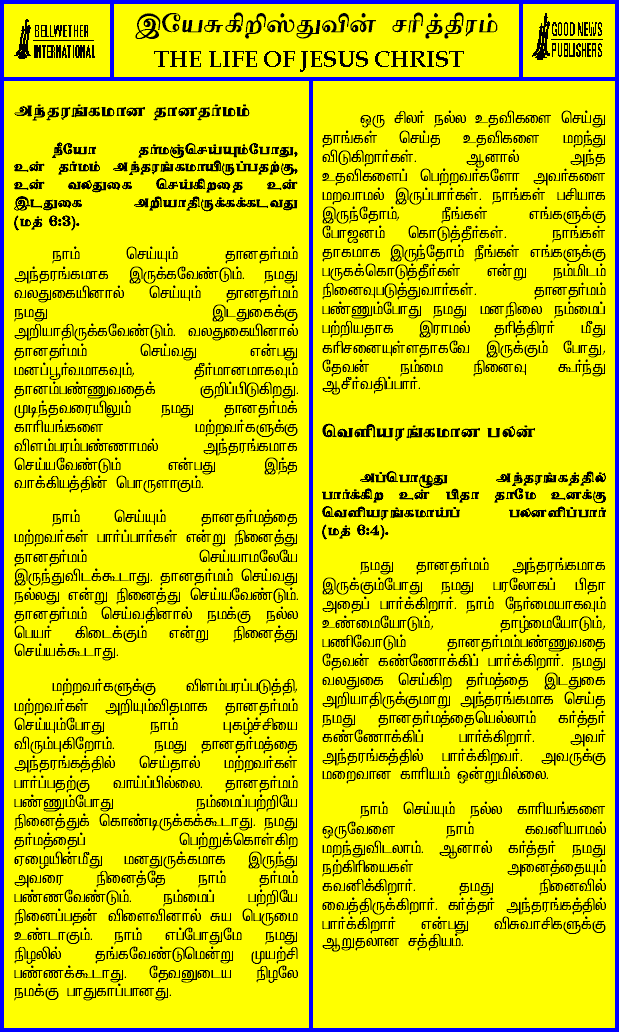 BELLWETHER
INTERNATIONAL
இயேசுகிறிஸ்துவின் சரித்திரம்
THE LIFE OF JESUS CHRIST
GOOD NEWS
PUBLISHERS
அந்தரங்கமான தானதர்மம்
நீயோ தர்மஞ்செய்யும்போது,
உன் தர்மம் அந்தரங்கமாயிருப்பதற்கு,
உன் வலதுகை செய்கிறதை உன்
இடதுகை அறியாதிருக்கக்கடவது
(மத் 6:3).
நாம் செய்யும் தானதர்மம்
அந்தரங்கமாக இருக்கவேண்டும். நமது
வலதுகையினால் செய்யும் தானதர்மம்
நமது இடதுகைக்கு
அறியாதிருக்கவேண்டும். வலதுகையினால்
தானதர்மம் செய்வது என்பது
மனப்பூர்வமாகவும், தீர்மானமாகவும்
தானம்பண்ணுவதைக் குறிப்பிடுகிறது.
முடிந்தவரையிலும் நமது தானதர்மக்
காரியங்களை மற்றவர்களுக்கு
விளம்பரம்பண்ணாமல் அந்தரங்கமாக
செய்யவேண்டும் என்பது இந்த
வாக்கியத்தின் பொருளாகும்.
நாம் செய்யும் தானதர்மத்தை
மற்றவர்கள் பார்ப்பார்கள் என்று நினைத்து
தானதர்மம் செய்யாமலேயே
இருந்துவிடக்கூடாது. தானதர்மம் செய்வது
நல்லது என்று நினைத்து செய்யவேண்டும்.
தானதர்மம் செய்வதினால் நமக்கு நல்ல
பெயர் கிடைக்கும் என்று நினைத்து
செய்யக்கூடாது.
மற்றவர்களுக்கு விளம்பரப்படுத்தி,
மற்றவர்கள் அறியும்விதமாக தானதர்மம்
செய்யும்போது நாம் புகழ்ச்சியை
விரும்புகிறோம். நமது தானதர்மத்தை
அந்தரங்கத்தில் செய்தால் மற்றவர்கள்
பார்ப்பதற்கு வாய்ப்பில்லை. தானதர்மம்
பண்ணும்போது நம்மைப்பற்றியே
நினைத்துக் கொண்டிருக்கக்கூடாது. நமது
தர்மத்தைப் பெற்றுக்கொள்கிற
ஏழையின்மீது மனதுருக்கமாக இருந்து
அவரை நினைத்தே நாம் தர்மம்
பண்ணவேண்டும். நம்மைப் பற்றியே
நினைப்பதன் விளைவினால் சுய பெருமை
உண்டாகும். நாம் எப்போதுமே நமது
நிழலில் தங்கவேண்டுமென்று முயற்சி
பண்ணக்கூடாது. தேவனுடைய நிழலே
நமக்கு பாதுகாப்பானது.
ஒரு சிலர் நல்ல உதவிகளை செய்து
தாங்கள் செய்த உதவிகளை மறந்து
விடுகிறார்கள். ஆனால் அந்த
உதவிகளைப் பெற்றவர்களோ அவர்களை
மறவாமல் இருப்பார்கள். நாங்கள் பசியாக
இருந்தோம், நீங்கள் எங்களுக்கு
போஜனம் கொடுத்தீர்கள். நாங்கள்
தாகமாக இருந்தோம் நீங்கள் எங்களுக்கு
பருகக்கொடுத்தீர்கள் என்று நம்மிடம்
நினைவுபடுத்துவார்கள். தானதர்மம்
பண்ணும்போது நமது மனநிலை நம்மைப்
பற்றியதாக இராமல் தரித்திரர் மீது
கரிசனையுள்ளதாகவே இருக்கும் போது,
தேவன் நம்மை நினைவு கூர்ந்து
ஆசீர்வதிப்பார்.
வெளியரங்கமான பலன்
அப்பொழுது அந்தரங்கத்தில்
பார்க்கிற உன் பிதா தாமே உனக்கு
வெளியரங்கமாய்ப் பலனளிப்பார்
(மத் 6:4).
நமது தானதர்மம் அந்தரங்கமாக
இருக்கும்போது நமது பரலோகப் பிதா
அதைப் பார்க்கிறார். நாம் நேர்மையாகவும்
உண்மையோடும், தாழ்மையோடும்,
பணிவோடும் தானதர்மம்பண்ணுவதை
தேவன் கண்ணோக்கிப் பார்க்கிறார். நமது
வலதுகை செய்கிற தர்மத்தை இடதுகை
அறியாதிருக்குமாறு அந்தரங்கமாக செய்த
நமது தானதர்மத்தையெல்லாம் கர்த்தர்
கண்ணோக்கிப் பார்க்கிறார். அவர்
அந்தரங்கத்தில் பார்க்கிறவர். அவருக்கு
மறைவான காரியம் ஒன்றுமில்லை.
நாம் செய்யும் நல்ல காரியங்களை
ஒருவேளை நாம் கவனியாமல்
மறந்துவிடலாம். ஆனால் கர்த்தர் நமது
நற்கிரியைகள் அனைத்தையும்
கவனிக்கிறார். தமது நினைவில்
வைத்திருக்கிறார். கர்த்தர் அந்தரங்கத்தில்
பார்க்கிறார் என்பது விசுவாசிகளுக்கு
ஆறுதலான சத்தியம்.